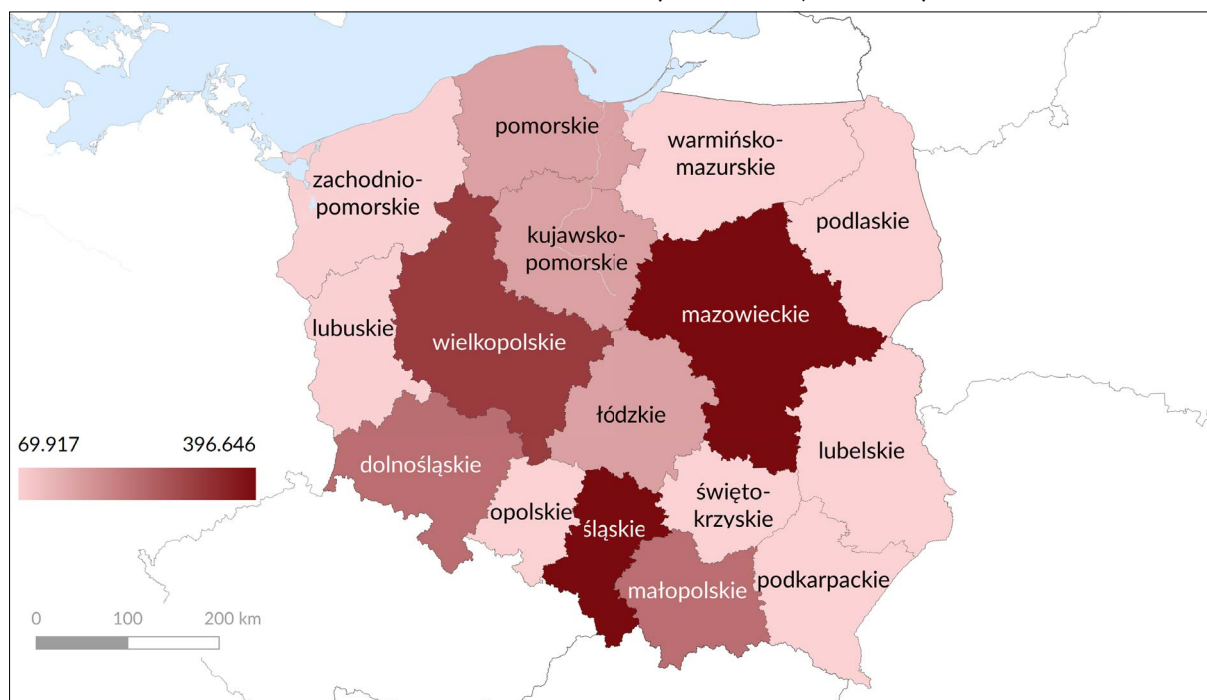 pomorskie
warmińsko-
mazurskie
zachodnio-
pomorskie
podlaskie
kujawsko-
pomorskie
mazowieckie
lubuskie
wielkopolskie
łódzkie
69.917 396.646
lubelskie
dolnośląskie
święto-
krzyskie
opolskie
śląskie
podkarpackie
małopolskie
0 100 200 km